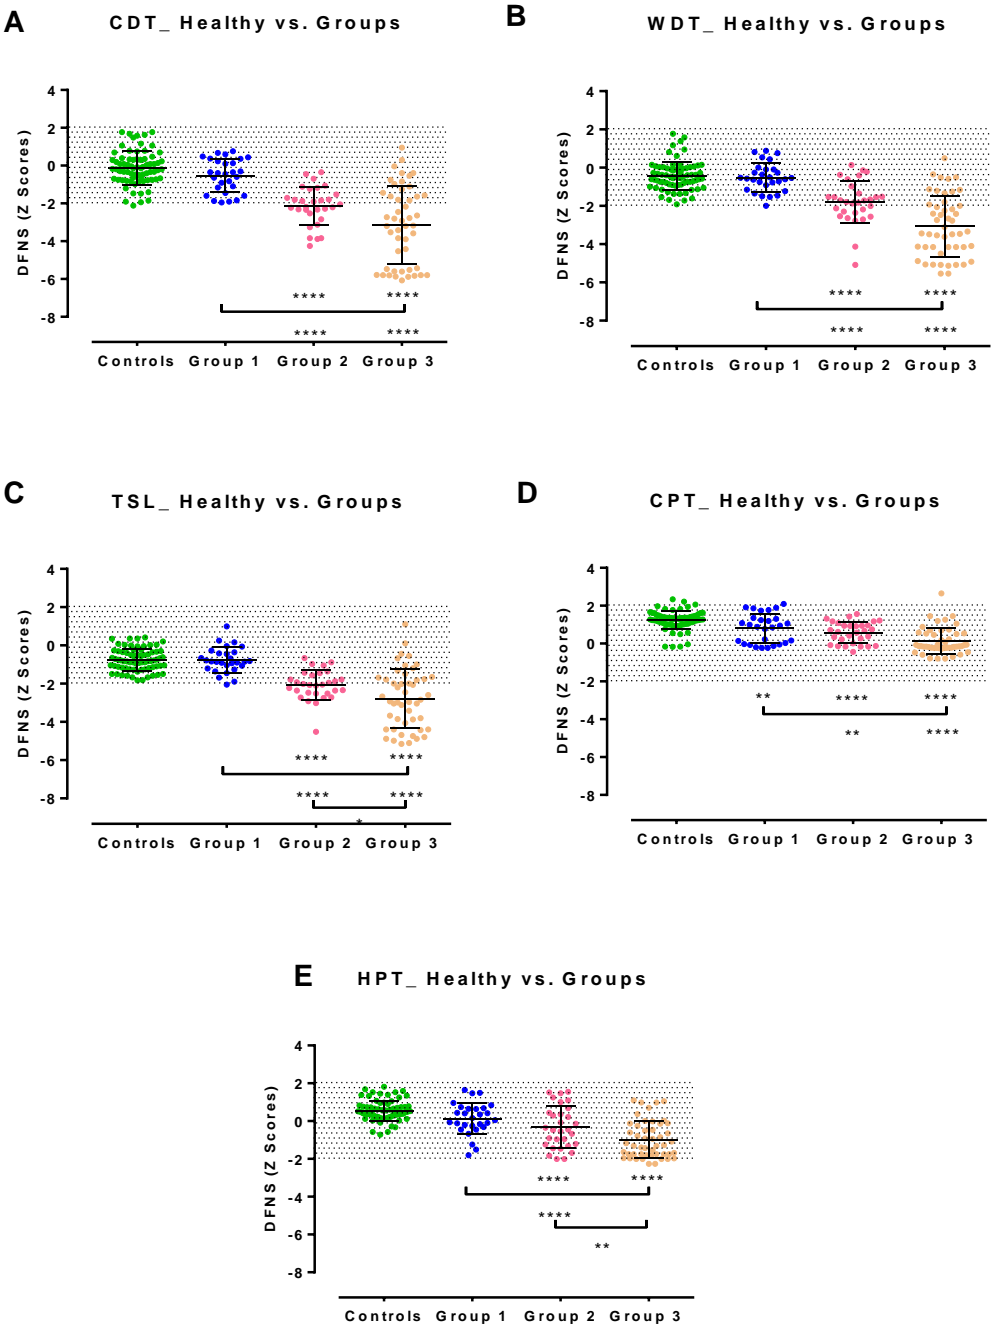 A
CDT_ Healthy vs. Groups
DFNS (Z Scores)
4
2
0
-2
-4
-6
-8
**** ****
**** ****
Controls Group 1 Group 2 Group 3
B
WDT_ Healthy vs. Groups
DFNS (Z Scores)
4
2
0
-2
-4
-6
-8
**** ****
**** ****
Controls Group 1 Group 2 Group 3
C
TSL_ Healthy vs. Groups
DFNS (Z Scores)
4
2
0
-2
-4
-6
-8
**** ****
**** ****
*
Controls Group 1 Group 2 Group 3
D
CPT_ Healthy vs. Groups
DFNS (Z Scores)
4
2
0
-2
-4
-6
-8
** **** ****
** ****
Controls Group 1 Group 2 Group 3
E
HPT_ Healthy vs. Groups
DFNS (Z Scores)
4
2
0
-2
-4
-6
-8
**** ****
****
**
Controls Group 1 Group 2 Group 3